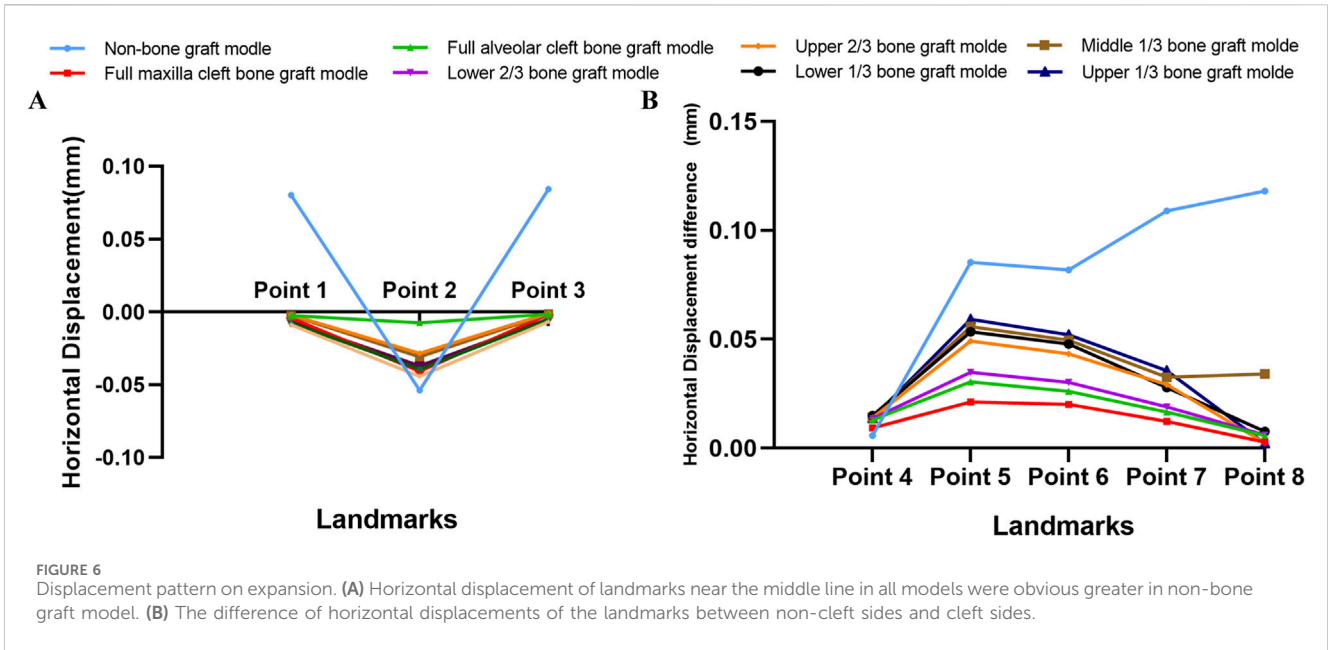 Non-bone graft modle
Full maxilla cleft bone graft modle
Full alveolar cleft bone graft modle
Lower 2/3 bone graft modle
Upper 2/3 bone graft molde
Lower 1/3 bone graft molde
Middle 1/3 bone graft molde
Upper 1/3 bone graft molde
A
Horizontal Displacement(mm)
0.10
0.05
0.00
-0.05
-0.10
Point 1
Point 2
Point 3
Landmarks
B
Horizontal Displacement difference (mm)
0.15
0.10
0.05
0.00
Point 4
Point 5
Point 6
Point 7
Point 8
Landmarks
FIGURE 6
Displacement pattern on expansion. (A) Horizontal displacement of landmarks near the middle line in all models were obvious greater in non-bone
graft model. (B) The difference of horizontal displacements of the landmarks between non-cleft sides and cleft sides.